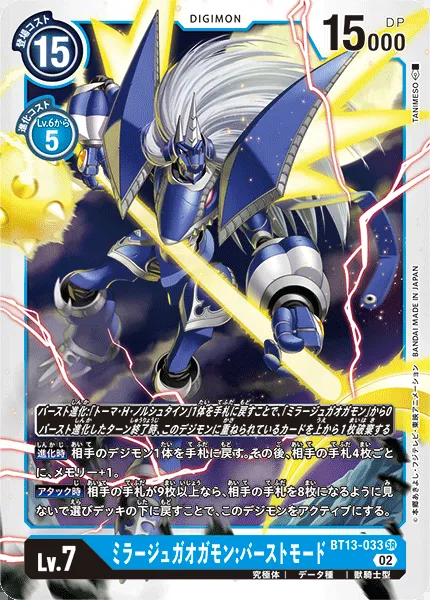 DIGIMON
登場コスト
15
DP
15000
進化コスト
Lv.6から
5
TANIMESO
BANDAI MADE IN JAPAN
©本郷あきよし・フジテレビ・東映アニメーション
バースト進化:「トーマ・H・ノルシュタイン」1体を手札に戻すことで、「ミラージュガオガモン」から0
バースト進化したターン終了時、このデジモンに重ねられているカードを上から1枚破棄する
進化時 相手のデジモン1体を手札に戻す。その後、相手の手札4枚ごと
に、メモリー+1。
アタック時 相手の手札が9枚以上なら、相手の手札を8枚になるように見
ないで選びデッキの下に戻すことで、このデジモンをアクティブにする。
Lv.7
ミラージュガオガモン:バーストモード
BT13-033 SR
02
究極体 | データ種 | 獣騎士型